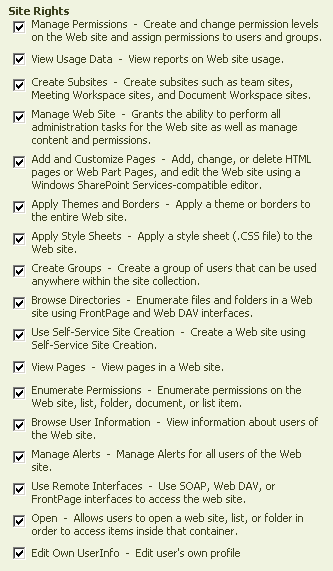 Site Rights
Manage Permissions - Create and change permission levels
on the Web site and assign permissions to users and groups.
View Usage Data - View reports on Web site usage.
Create Subsites - Create subsites such as team sites,
Meeting Workspace sites, and Document Workspace sites.
Manage Web Site - Grants the ability to perform all
administration tasks for the Web site as well as manage
content and permissions.
Add and Customize Pages - Add, change, or delete HTML
pages or Web Part Pages, and edit the Web site using a
Windows SharePoint Services-compatible editor.
Apply Themes and Borders - Apply a theme or borders to
the entire Web site.
Apply Style Sheets - Apply a style sheet (.CSS file) to the
Web site.
Create Groups - Create a group of users that can be used
anywhere within the site collection.
Browse Directories - Enumerate files and folders in a Web
site using FrontPage and Web DAV interfaces.
Use Self-Service Site Creation - Create a Web site using
Self-Service Site Creation.
View Pages - View pages in a Web site.
Enumerate Permissions - Enumerate permissions on the
Web site, list, folder, document, or list item.
Browse User Information - View information about users of
the Web site.
Manage Alerts - Manage Alerts for all users of the Web
site.
Use Remote Interfaces - Use SOAP, Web DAV, or
FrontPage interfaces to access the web site.
Open - Allows users to open a web site, list, or folder in
order to access items inside that container.
Edit Own UserInfo - Edit user's own profile